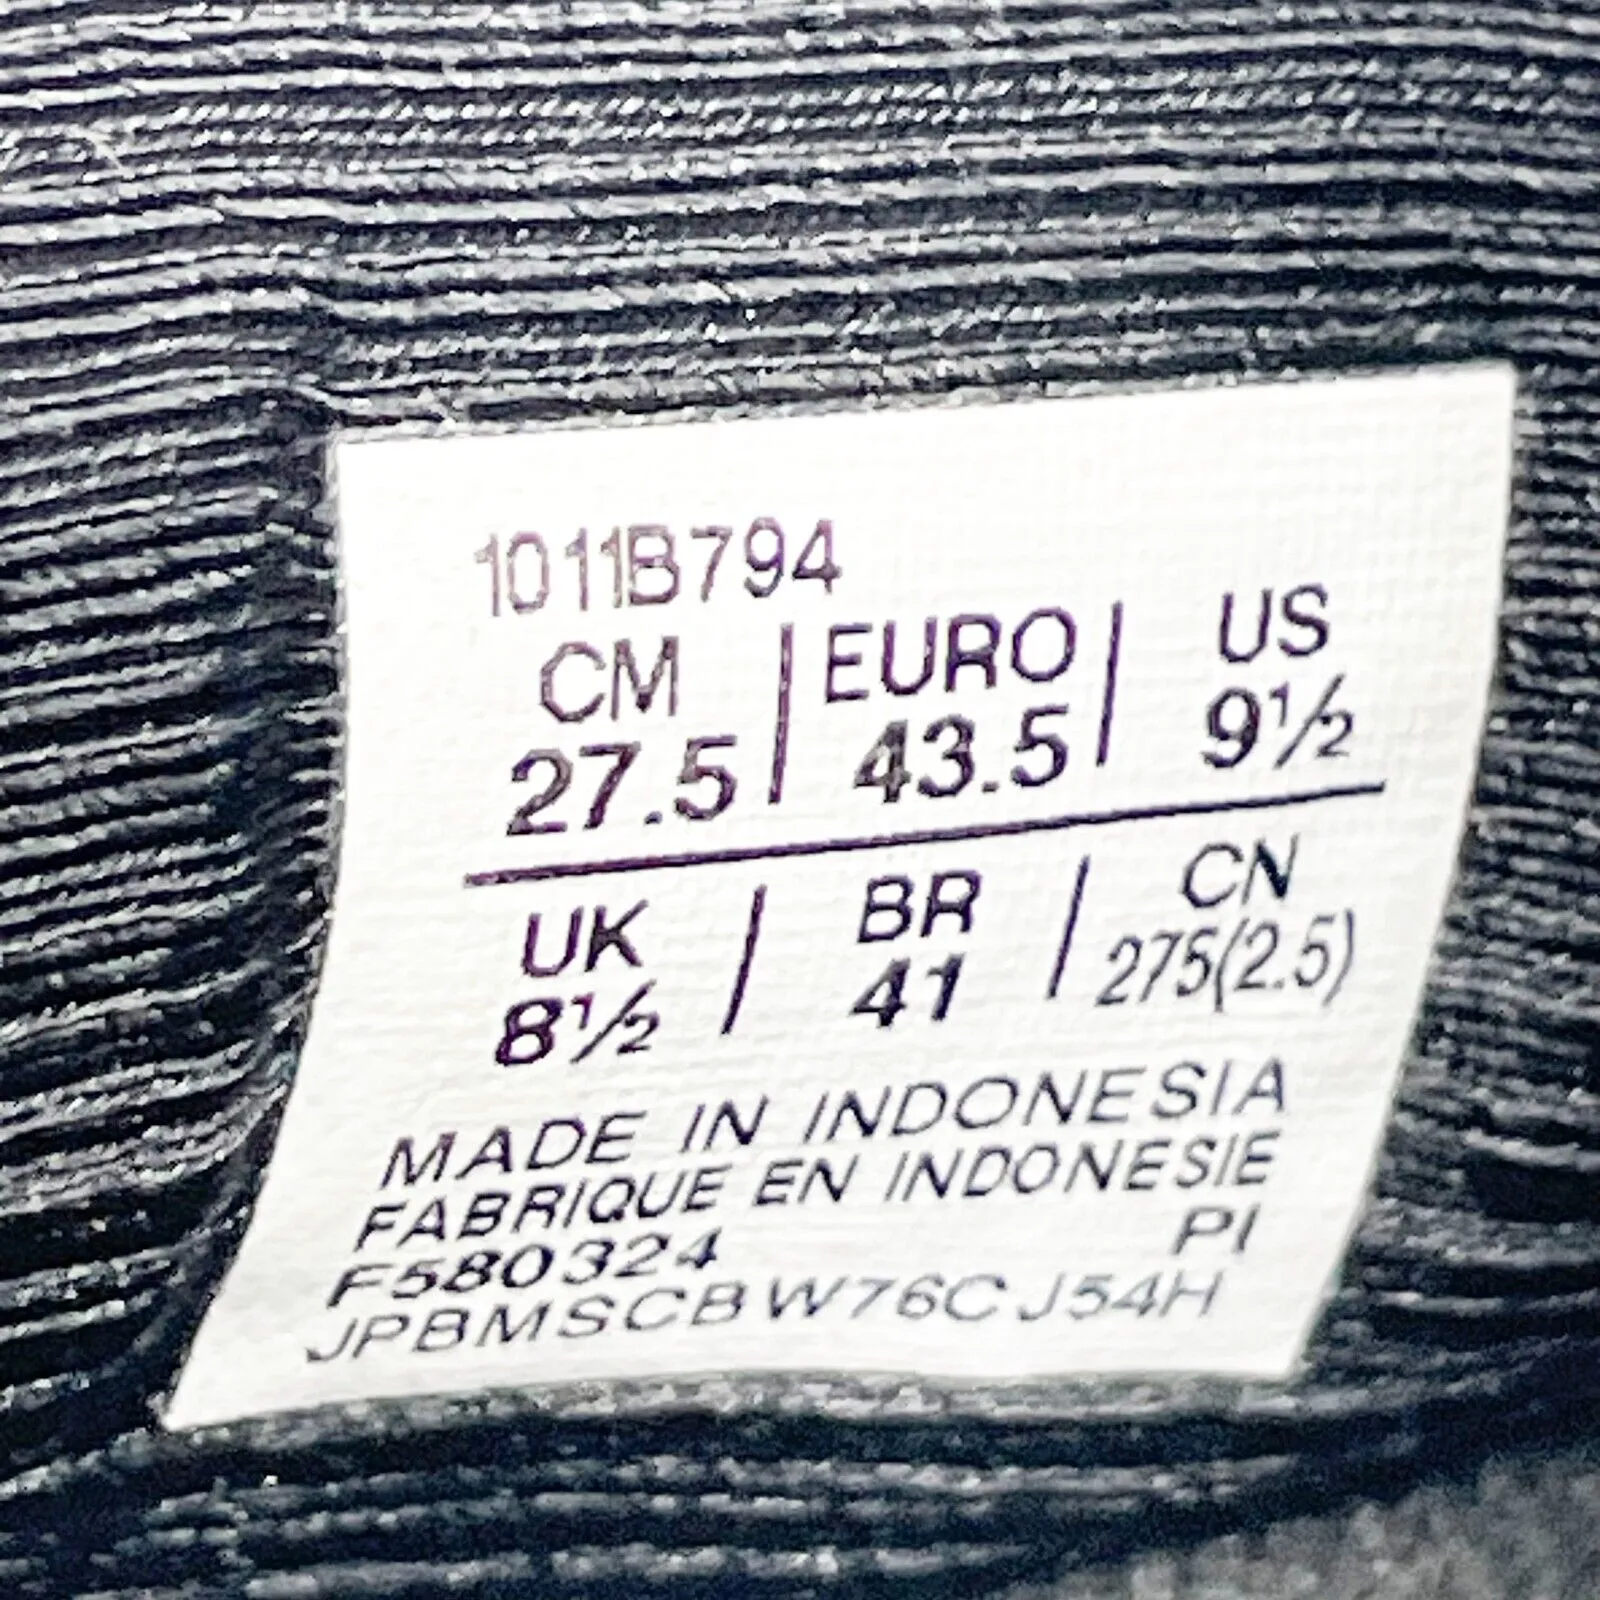 1011B794
CM | EURO | US
27.5 | 43.5 | 9½
UK | BR | CN
8½ | 41 | 275(2.5)
MADE IN INDONESIA
FABRIQUE EN INDONESIE
F580324 PI
JPBMSCBW76CJ54H